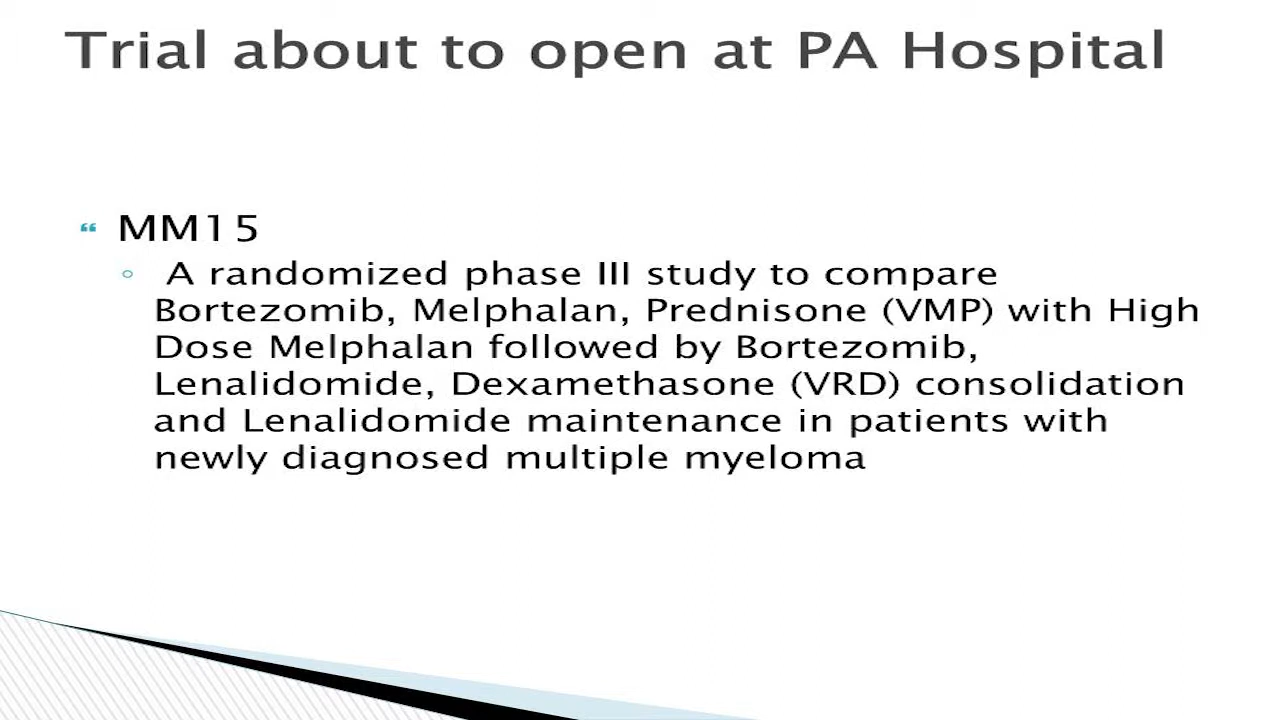 Trial about to open at PA Hospital
MM15
A randomized phase III study to compare
Bortezomib, Melphalan, Prednisone (VMP) with High
Dose Melphalan followed by Bortezomib,
Lenalidomide, Dexamethasone (VRD) consolidation
and Lenalidomide maintenance in patients with
newly diagnosed multiple myeloma